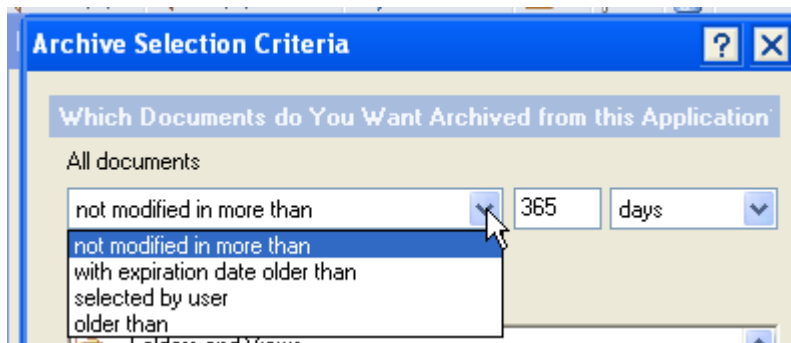 Archive Selection Criteria
Which Documents do You Want Archived from this Application
All documents
not modified in more than 365 days
not modified in more than
with expiration date older than
selected by user
older than